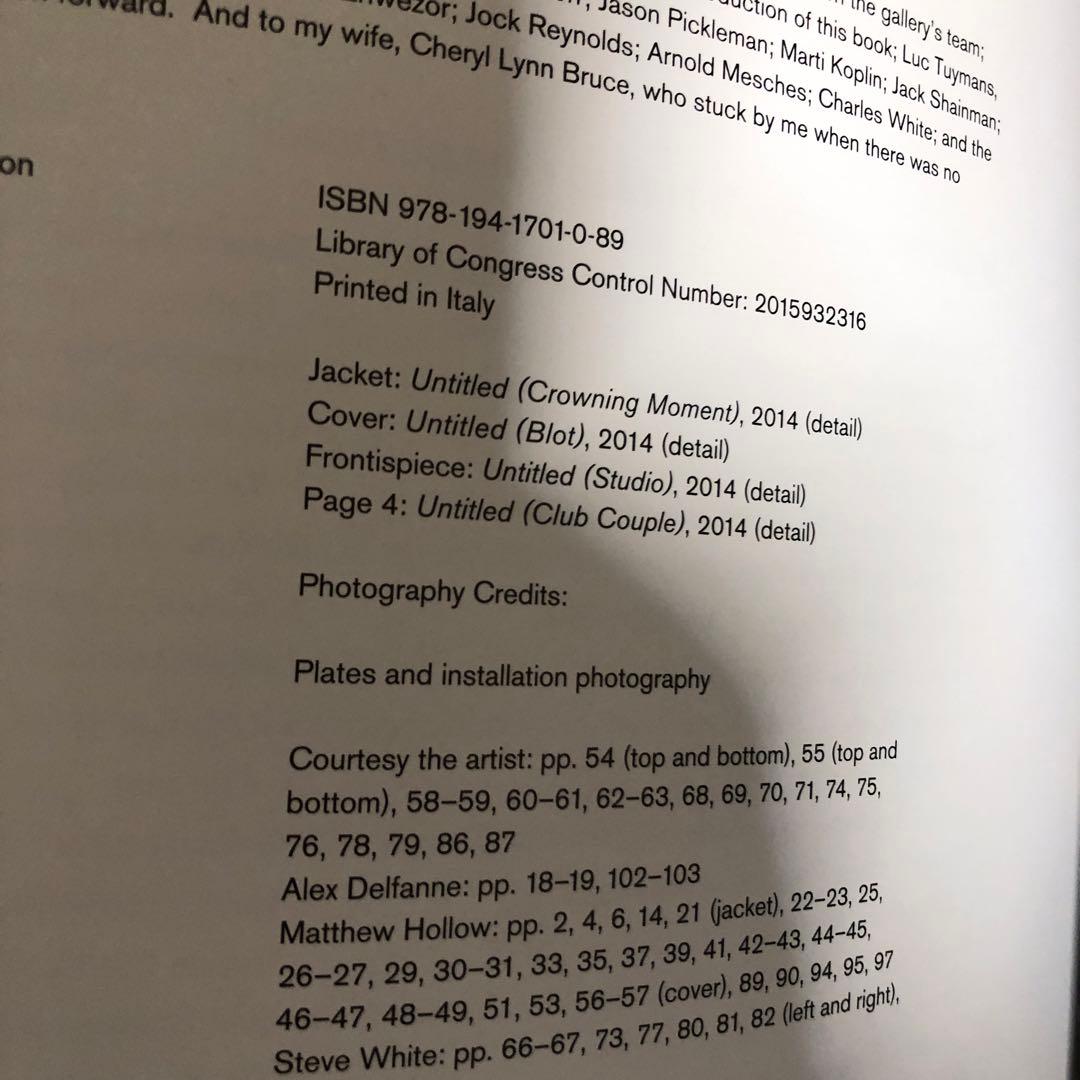 the gallery's team;
of this book; Luc Tuymans,
Jason Pickleman; Marti Koplin; Jack Shainman;
Jock Reynolds; Arnold Mesches; Charles White; and the
And to my wife, Cheryl Lynn Bruce, who stuck by me when there was no
on
ISBN 978-194-1701-0-89
Library of Congress Control Number: 2015932316
Printed in Italy
Jacket: Untitled (Crowning Moment), 2014 (detail)
Cover: Untitled (Blot), 2014 (detail)
Frontispiece: Untitled (Studio), 2014 (detail)
Page 4: Untitled (Club Couple), 2014 (detail)
Photography Credits:
Plates and installation photography
Courtesy the artist: pp. 54 (top and bottom), 55 (top and
bottom), 58–59, 60–61, 62–63, 68, 69, 70, 71, 74, 75,
76, 78, 79, 86, 87
Alex Delfanne: pp. 18–19, 102–103
Matthew Hollow: pp. 2, 4, 6, 14, 21 (jacket), 22–23, 25,
26–27, 29, 30–31, 33, 35, 37, 39, 41, 42–43, 44–45,
46–47, 48–49, 51, 53, 56–57 (cover), 89, 90, 94, 95, 97
Steve White: pp. 66–67, 73, 77, 80, 81, 82 (left and right),